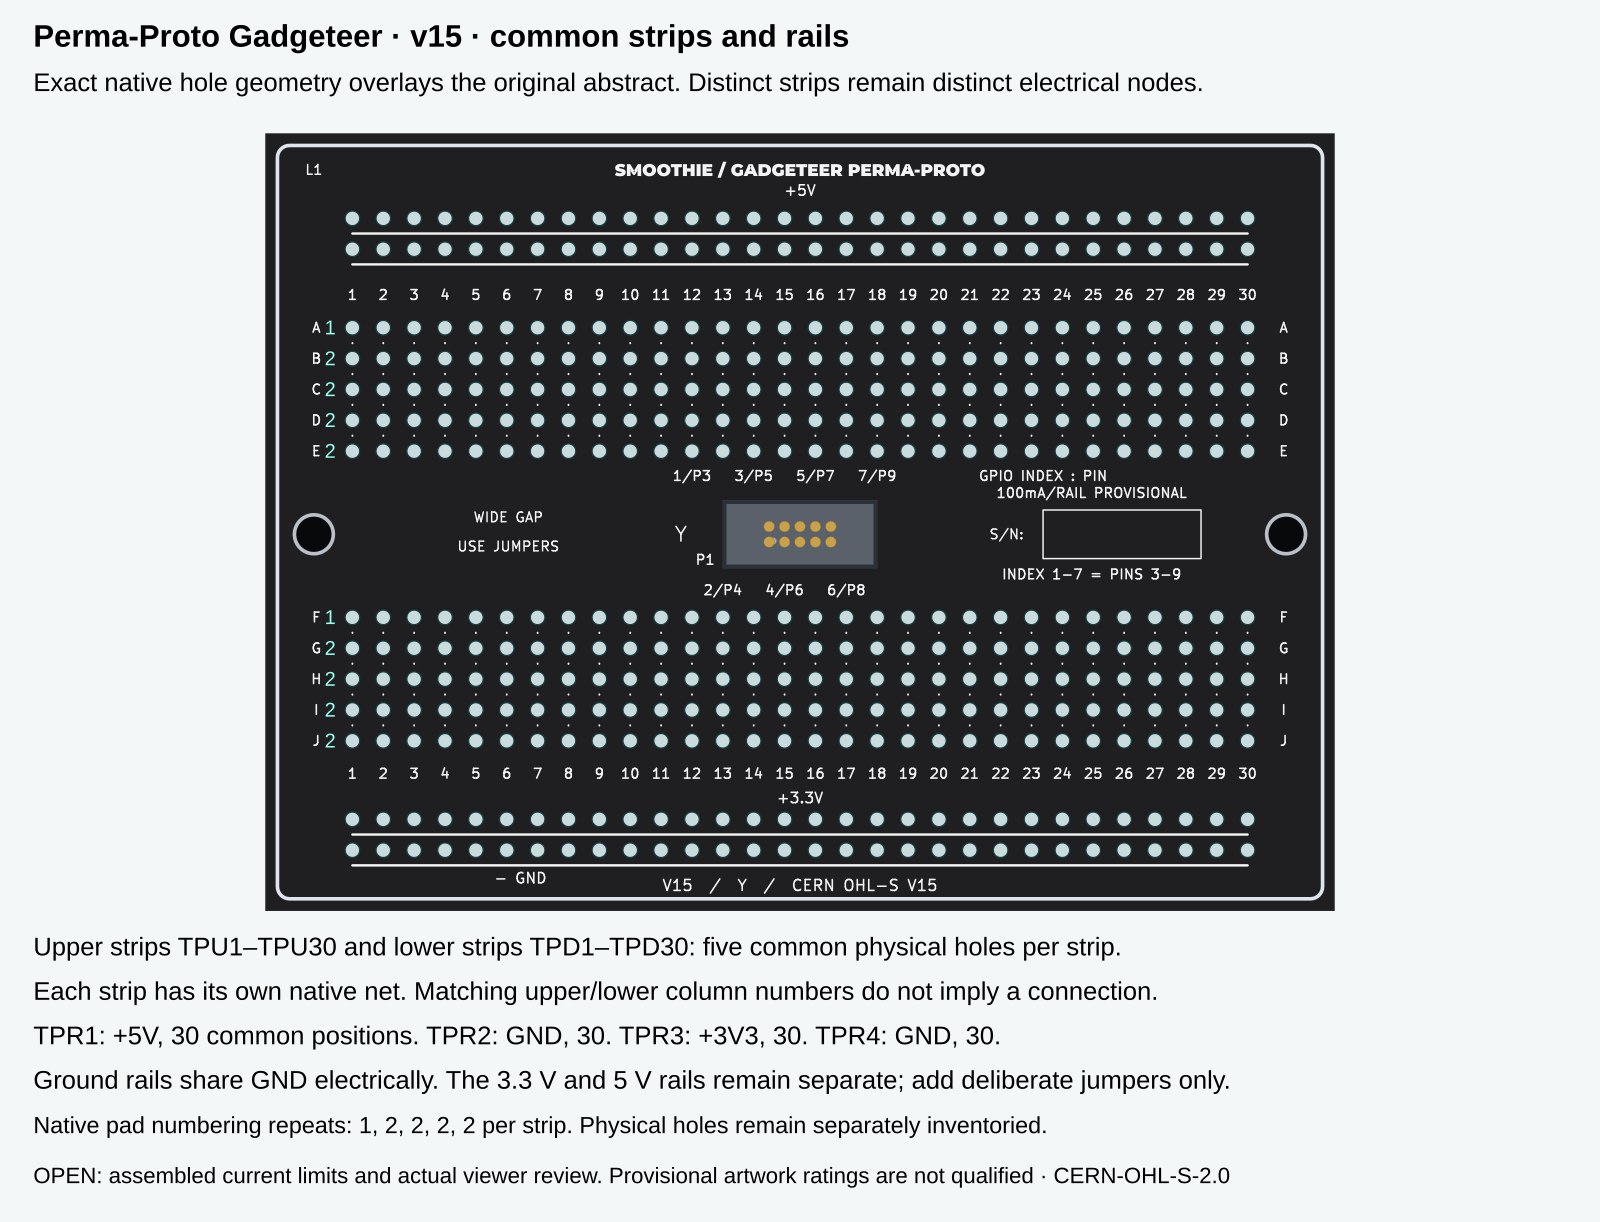 Perma-Proto Gadgeteer · v15 · common strips and rails
Exact native hole geometry overlays the original abstract. Distinct strips remain distinct electrical nodes.
L1
SMOOTHIE / GADGETEER PERMA-PROTO
+5V
1 2 3 4 5 6 7 8 9 10 11 12 13 14 15 16 17 18 19 20 21 22 23 24 25 26 27 28 29 30
A 1 A
B 2 B
C 2 C
D 2 D
E 2 E
1/P3 3/P5 5/P7 7/P9 GPIO INDEX : PIN
100mA/RAIL PROVISIONAL
WIDE GAP
USE JUMPERS
Y
P1
S/N:
INDEX 1-7 = PINS 3-9
2/P4 4/P6 6/P8
F 1 F
G 2 G
H 2 H
I 2 I
J 2 J
1 2 3 4 5 6 7 8 9 10 11 12 13 14 15 16 17 18 19 20 21 22 23 24 25 26 27 28 29 30
+3.3V
- GND
V15 / Y / CERN OHL-S V15
Upper strips TPU1–TPU30 and lower strips TPD1–TPD30: five common physical holes per strip.
Each strip has its own native net. Matching upper/lower column numbers do not imply a connection.
TPR1: +5V, 30 common positions. TPR2: GND, 30. TPR3: +3V3, 30. TPR4: GND, 30.
Ground rails share GND electrically. The 3.3 V and 5 V rails remain separate; add deliberate jumpers only.
Native pad numbering repeats: 1, 2, 2, 2, 2 per strip. Physical holes remain separately inventoried.
OPEN: assembled current limits and actual viewer review. Provisional artwork ratings are not qualified · CERN-OHL-S-2.0